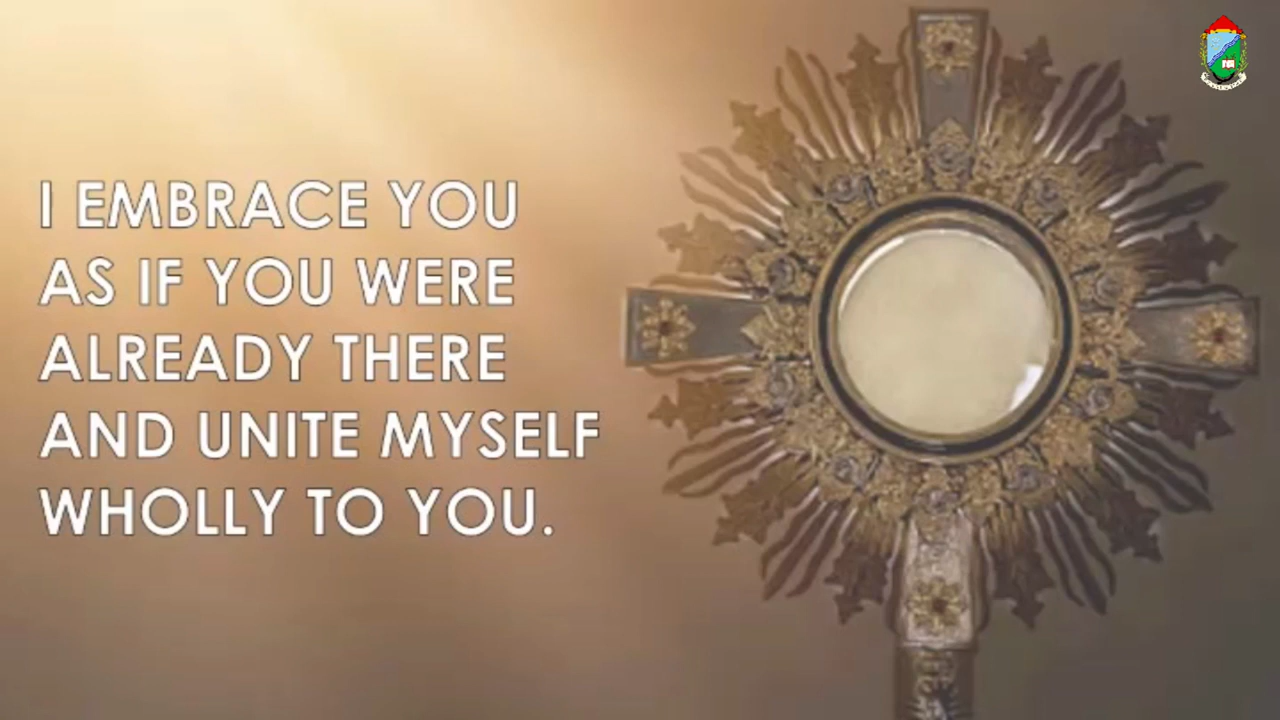 I EMBRACE YOU
AS IF YOU WERE
ALREADY THERE
AND UNITE MYSELF
WHOLLY TO YOU.